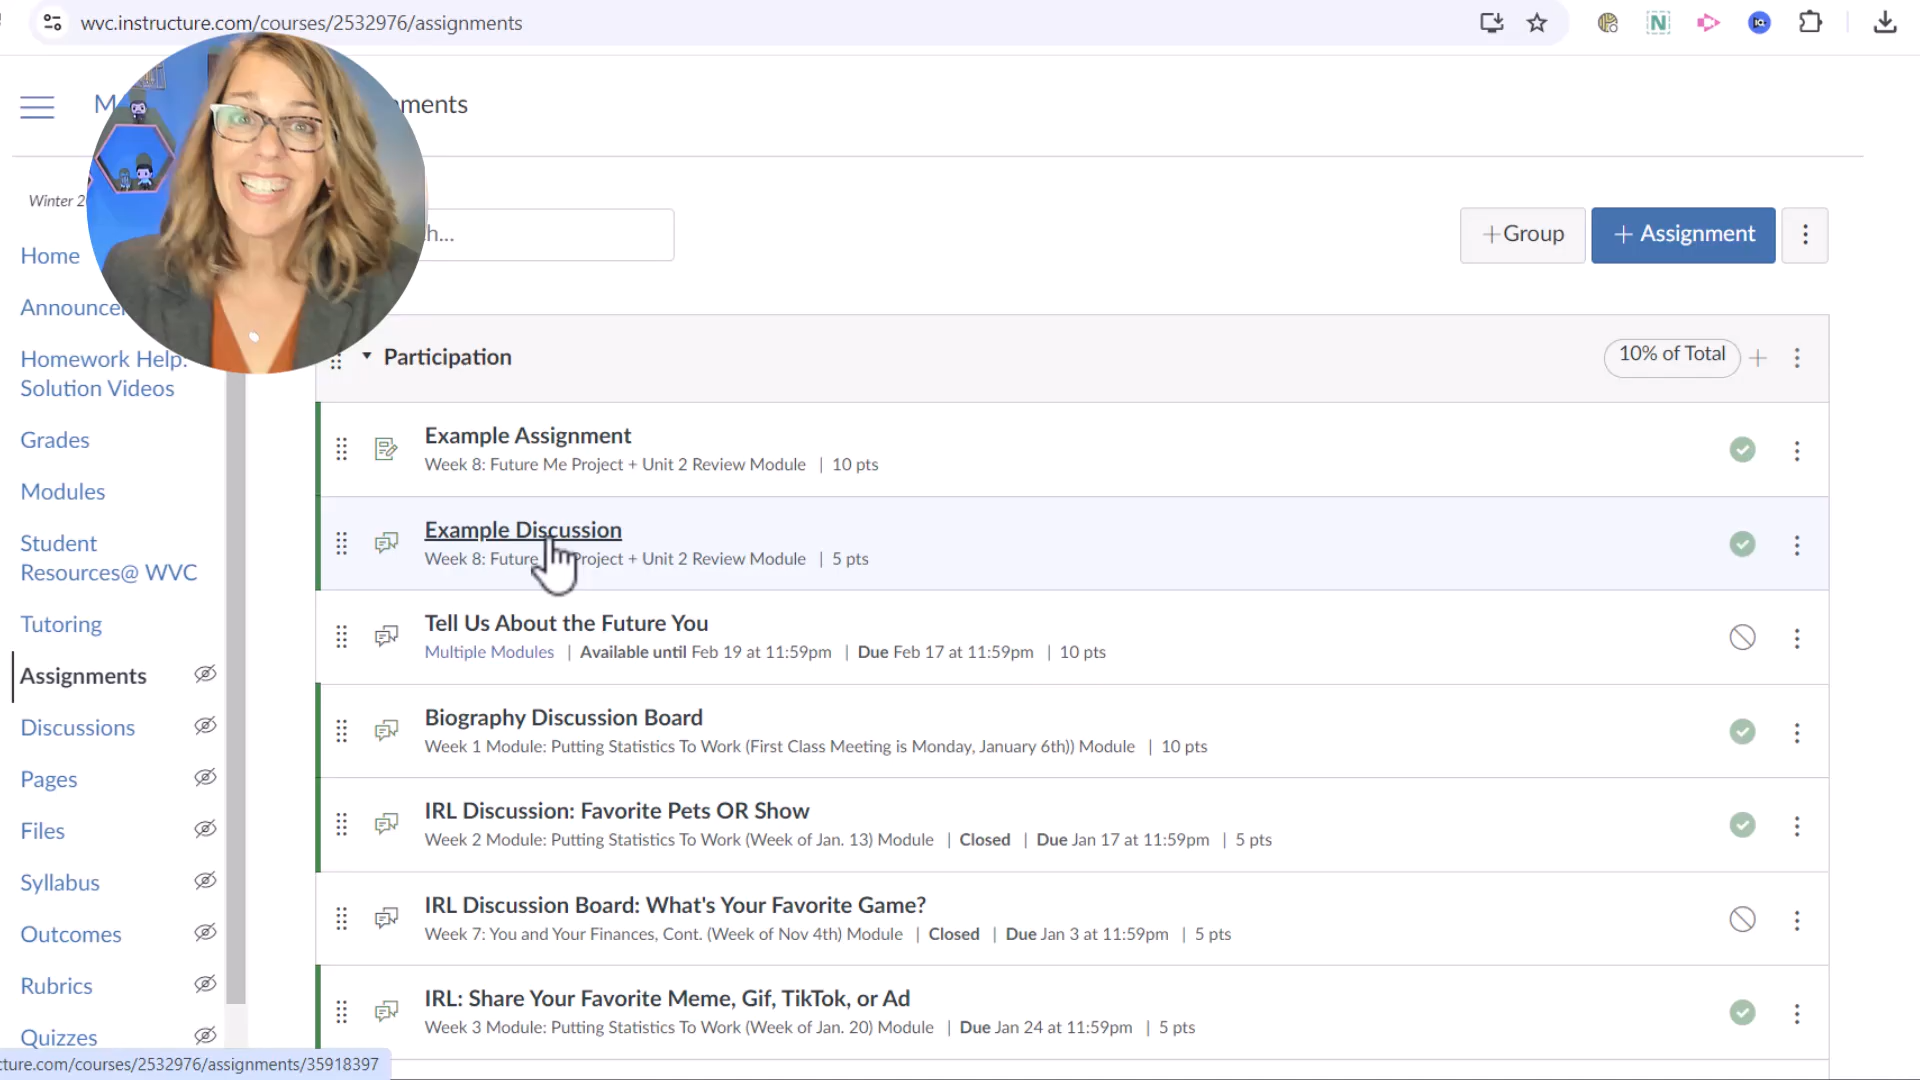 wvc.instructure.com/courses/2532976/assignments
M
nments
Winter 2
h...
+Group
+ Assignment
Home
Announce
Homework Help:
Solution Videos
Grades
Modules
Student
Resources@ WVC
Tutoring
Assignments
Discussions
Pages
Files
Syllabus
Outcomes
Rubrics
Quizzes
Participation
10% of Total
Example Assignment
Week 8: Future Me Project + Unit 2 Review Module | 10 pts
Example Discussion
Week 8: Future Project + Unit 2 Review Module | 5 pts
Tell Us About the Future You
Multiple Modules | Available until Feb 19 at 11:59pm | Due Feb 17 at 11:59pm | 10 pts
Biography Discussion Board
Week 1 Module: Putting Statistics To Work (First Class Meeting is Monday, January 6th)) Module | 10 pts
IRL Discussion: Favorite Pets OR Show
Week 2 Module: Putting Statistics To Work (Week of Jan. 13) Module | Closed | Due Jan 17 at 11:59pm | 5 pts
IRL Discussion Board: What's Your Favorite Game?
Week 7: You and Your Finances, Cont. (Week of Nov 4th) Module | Closed | Due Jan 3 at 11:59pm | 5 pts
IRL: Share Your Favorite Meme, Gif, TikTok, or Ad
Week 3 Module: Putting Statistics To Work (Week of Jan. 20) Module | Due Jan 24 at 11:59pm | 5 pts
cture.com/courses/2532976/assignments/35918397